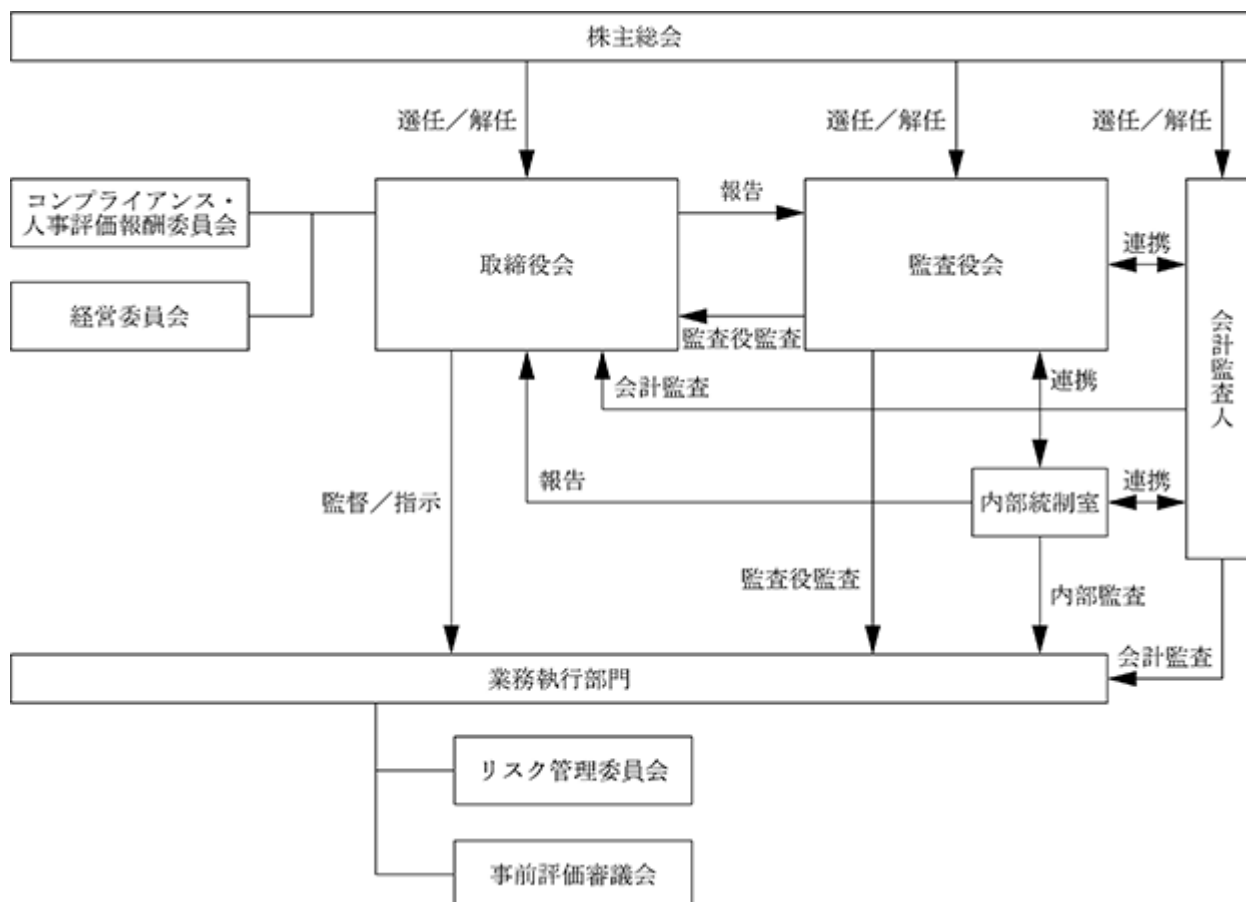 株主総会
選任／解任
選任／解任
選任／解任
コンプライアンス・
人事評価報酬委員会
経営委員会
取締役会
報告
監査役会
連携
会計監査人
監査役監査
会計監査
連携
報告
内部統制室
連携
監督／指示
監査役監査
内部監査
会計監査
業務執行部門
リスク管理委員会
事前評価審議会